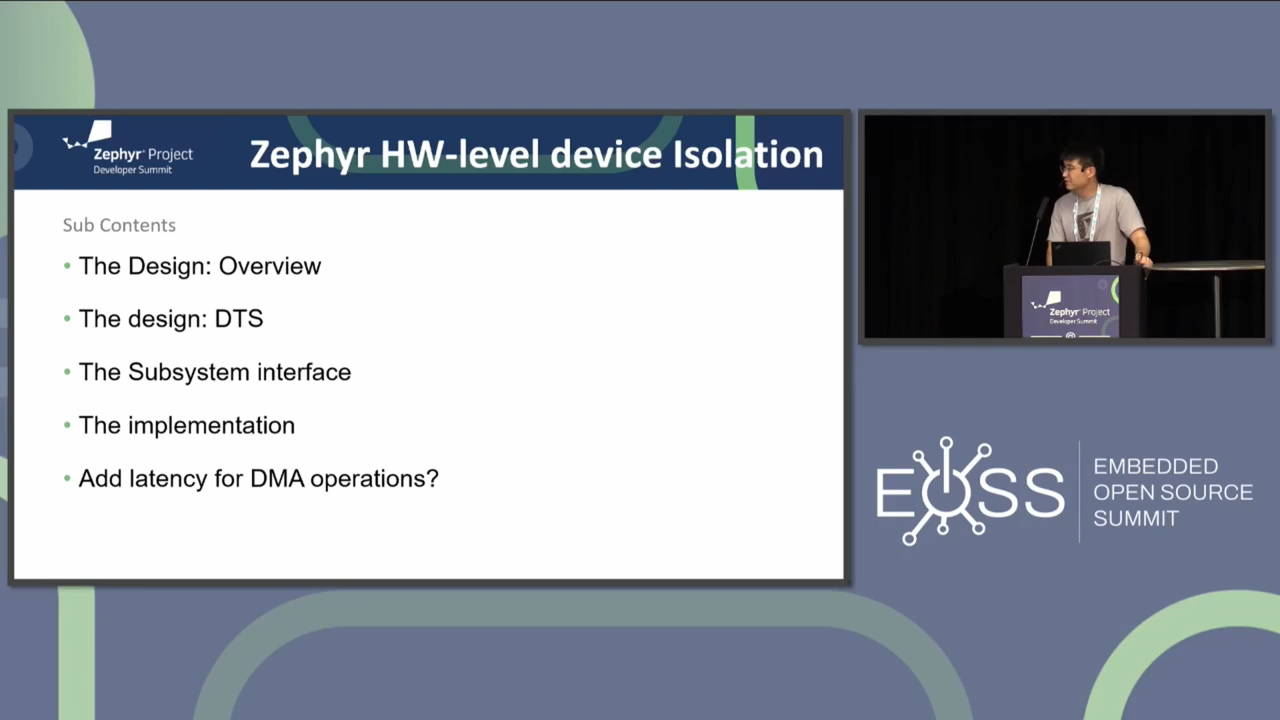 Zephyr® Project
Developer Summit
Zephyr HW-level device Isolation
Sub Contents
• The Design: Overview
• The design: DTS
• The Subsystem interface
• The implementation
• Add latency for DMA operations?
Zephyr® Project
Developer Summit
EOSS
EMBEDDED
OPEN SOURCE
SUMMIT